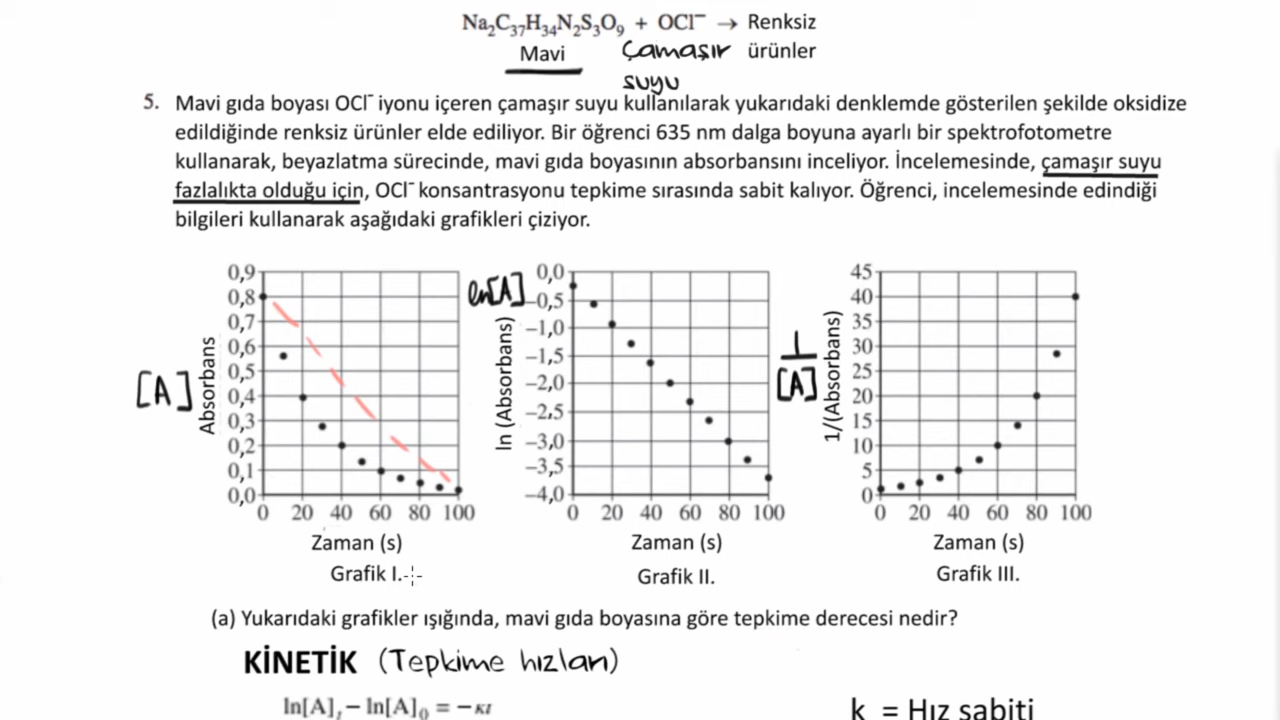 Na₂C₃₇H₃₄N₂S₃O₉ + OCl⁻ → Renksiz
Mavi Çamaşır ürünler
suyu
5. Mavi gıda boyası OCl⁻ iyonu içeren çamaşır suyu kullanılarak yukarıdaki denklemde gösterilen şekilde oksidize
edildiğinde renksiz ürünler elde ediliyor. Bir öğrenci 635 nm dalga boyuna ayarlı bir spektrofotometre
kullanarak, beyazlatma sürecinde, mavi gıda boyasının absorbansını inceliyor. İncelemesinde, çamaşır suyu
fazlalıkta olduğu için, OCl⁻ konsantrasyonu tepkime sırasında sabit kalıyor. Öğrenci, incelemesinde edindiği
bilgileri kullanarak aşağıdaki grafikleri çiziyor.
[A]
Absorbans
0,9
0,8
0,7
0,6
0,5
0,4
0,3
0,2
0,1
0,0
0 20 40 60 80 100
Zaman (s)
Grafik I.
ln[A]
ln (Absorbans)
0,0
–0,5
–1,0
–1,5
–2,0
–2,5
–3,0
–3,5
–4,0
0 20 40 60 80 100
Zaman (s)
Grafik II.
1
[A]
1/(Absorbans)
45
40
35
30
25
20
15
10
5
0
0 20 40 60 80 100
Zaman (s)
Grafik III.
(a) Yukarıdaki grafikler ışığında, mavi gıda boyasına göre tepkime derecesi nedir?
KİNETİK (Tepkime hızları)
ln[A]ₜ – ln[A]₀ = –κt
k = Hız sabiti